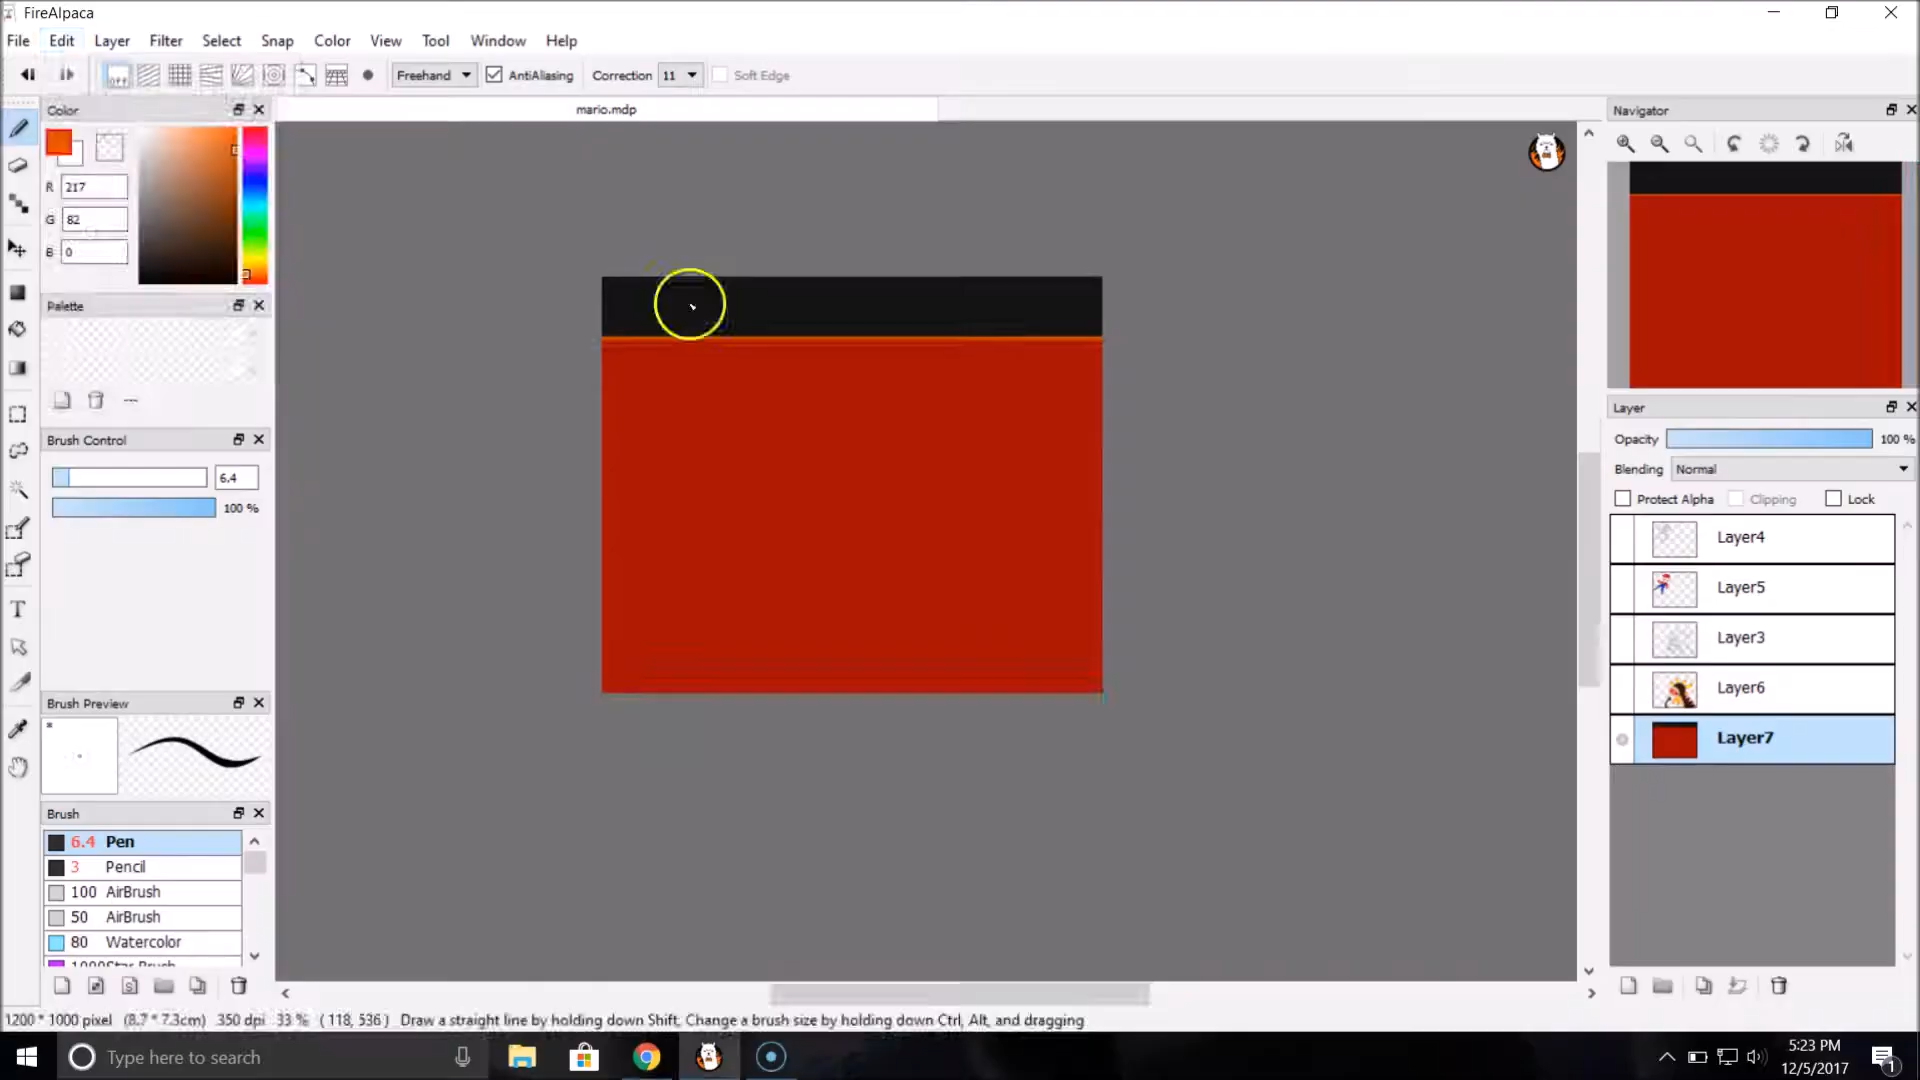 FireAlpaca
File Edit Layer Filter Select Snap Color View Tool Window Help
Off Freehand AntiAliasing Correction 11 Soft Edge
Color
mario.mdp
Navigator
R 217
G 82
B 0
Palette
Brush Control
6.4
100 %
Layer
Opacity 100 %
Blending Normal
Protect Alpha Clipping Lock
Layer4
Layer5
Layer3
Layer6
Layer7
T
Brush Preview
Brush
6.4 Pen
3 Pencil
100 AirBrush
50 AirBrush
80 Watercolor
S
1200 * 1000 pixel (8.7 * 7.3cm) 350 dpi 33 % ( 118, 536 ) Draw a straight line by holding down Shift, Change a brush size by holding down Ctrl, Alt, and dragging
Type here to search
5:23 PM
12/5/2017
1